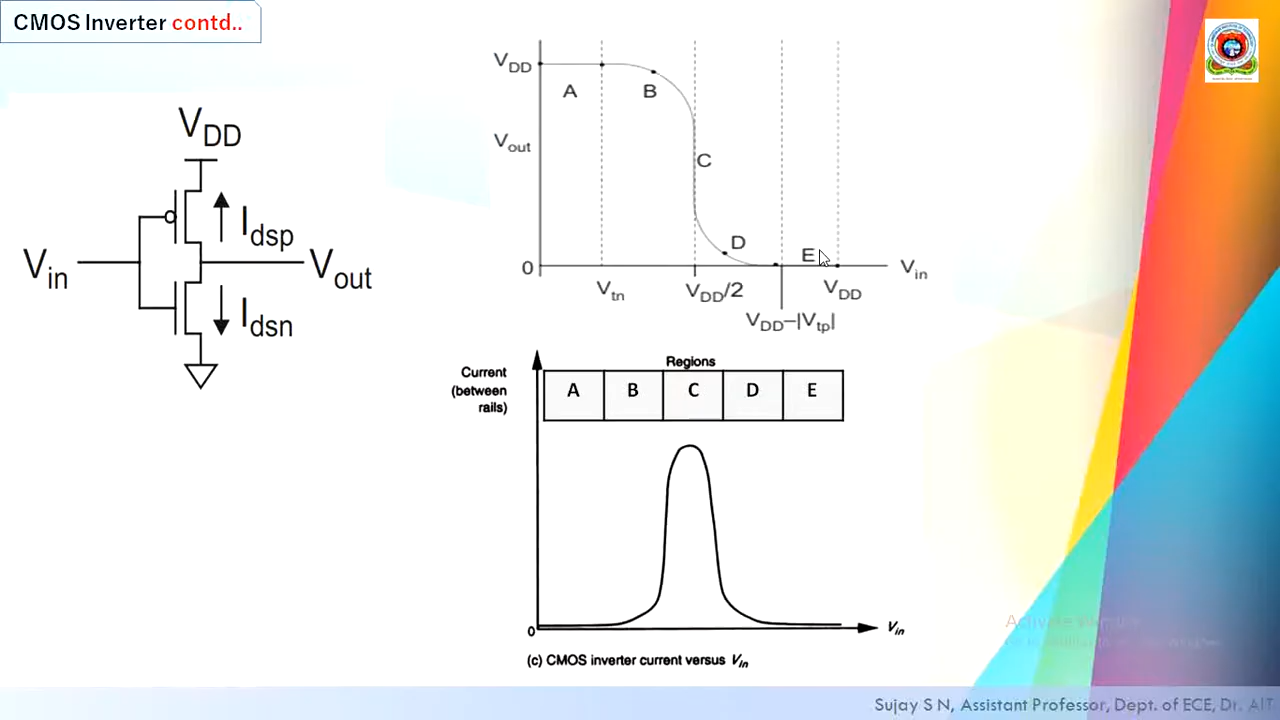 CMOS Inverter contd..
VDD
Idsp
Vin
Vout
Idsn
VDD
A
B
Vout
C
D
E
0
Vin
Vtn
VDD/2
VDD
VDD–|Vtp|
Regions
Current
(between
rails)
A B C D E
0
Vin
(c) CMOS inverter current versus Vin
Sujay S N, Assistant Professor, Dept. of ECE, Dr. AIT